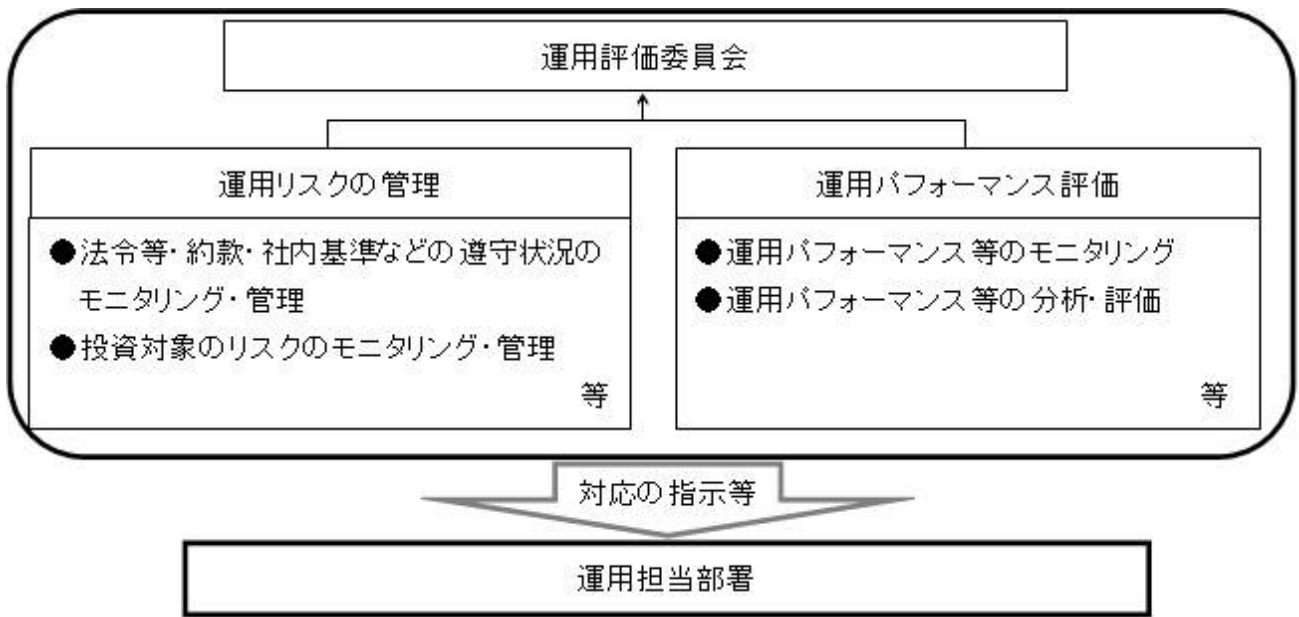 運用評価委員会
運用リスクの管理
●法令等・約款・社内基準などの遵守状況の
モニタリング・管理
●投資対象のリスクのモニタリング・管理
等
運用パフォーマンス評価
●運用パフォーマンス等のモニタリング
●運用パフォーマンス等の分析・評価
等
対応の指示等
運用担当部署